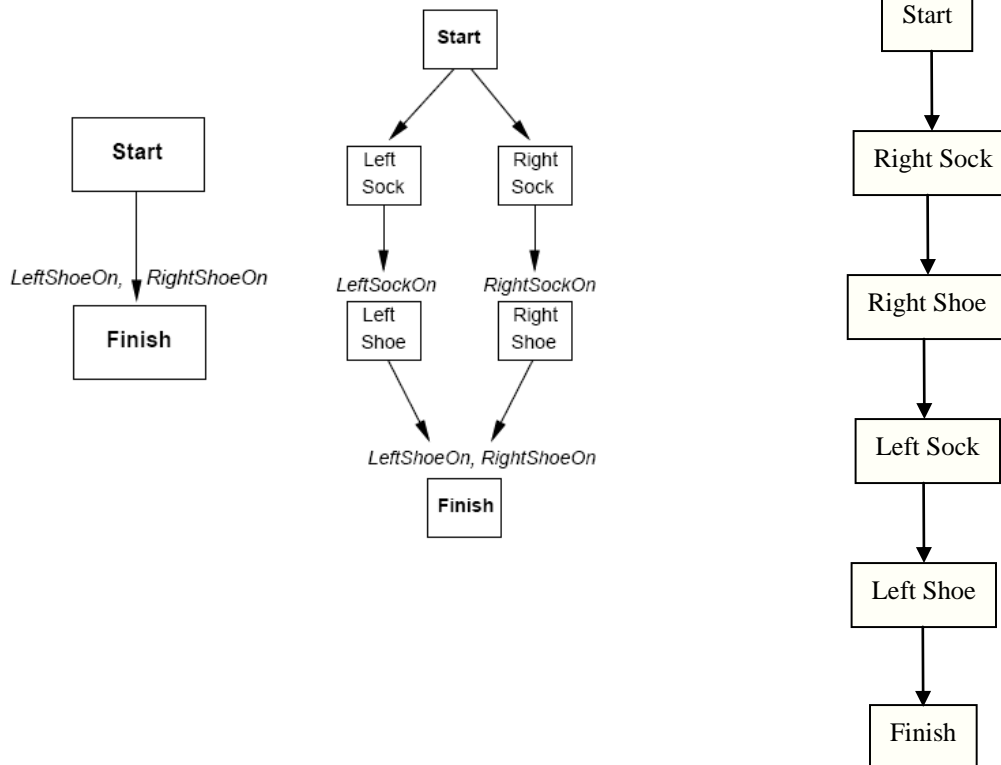 Start
LeftShoeOn, RightShoeOn
Finish
Start
Left
Sock
Right
Sock
LeftSockOn
RightSockOn
Left
Shoe
Right
Shoe
LeftShoeOn, RightShoeOn
Finish
Start
Right Sock
Right Shoe
Left Sock
Left Shoe
Finish